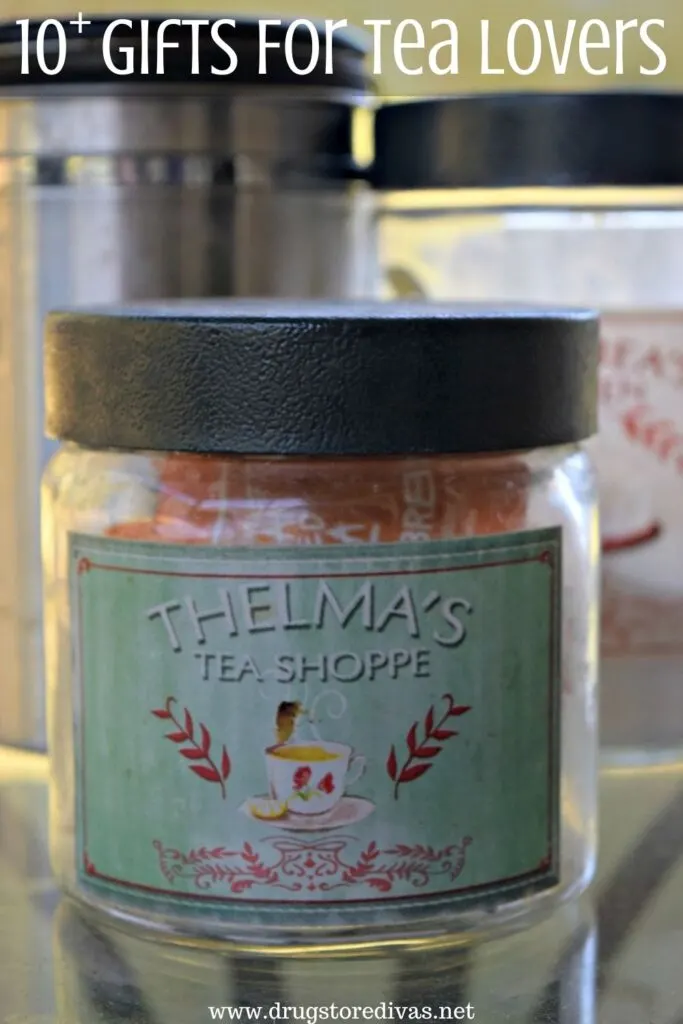 10+ GIFTS FOR TEA LOVERS
THELMA'S
TEA SHOPPE
www.drugstoredivas.net